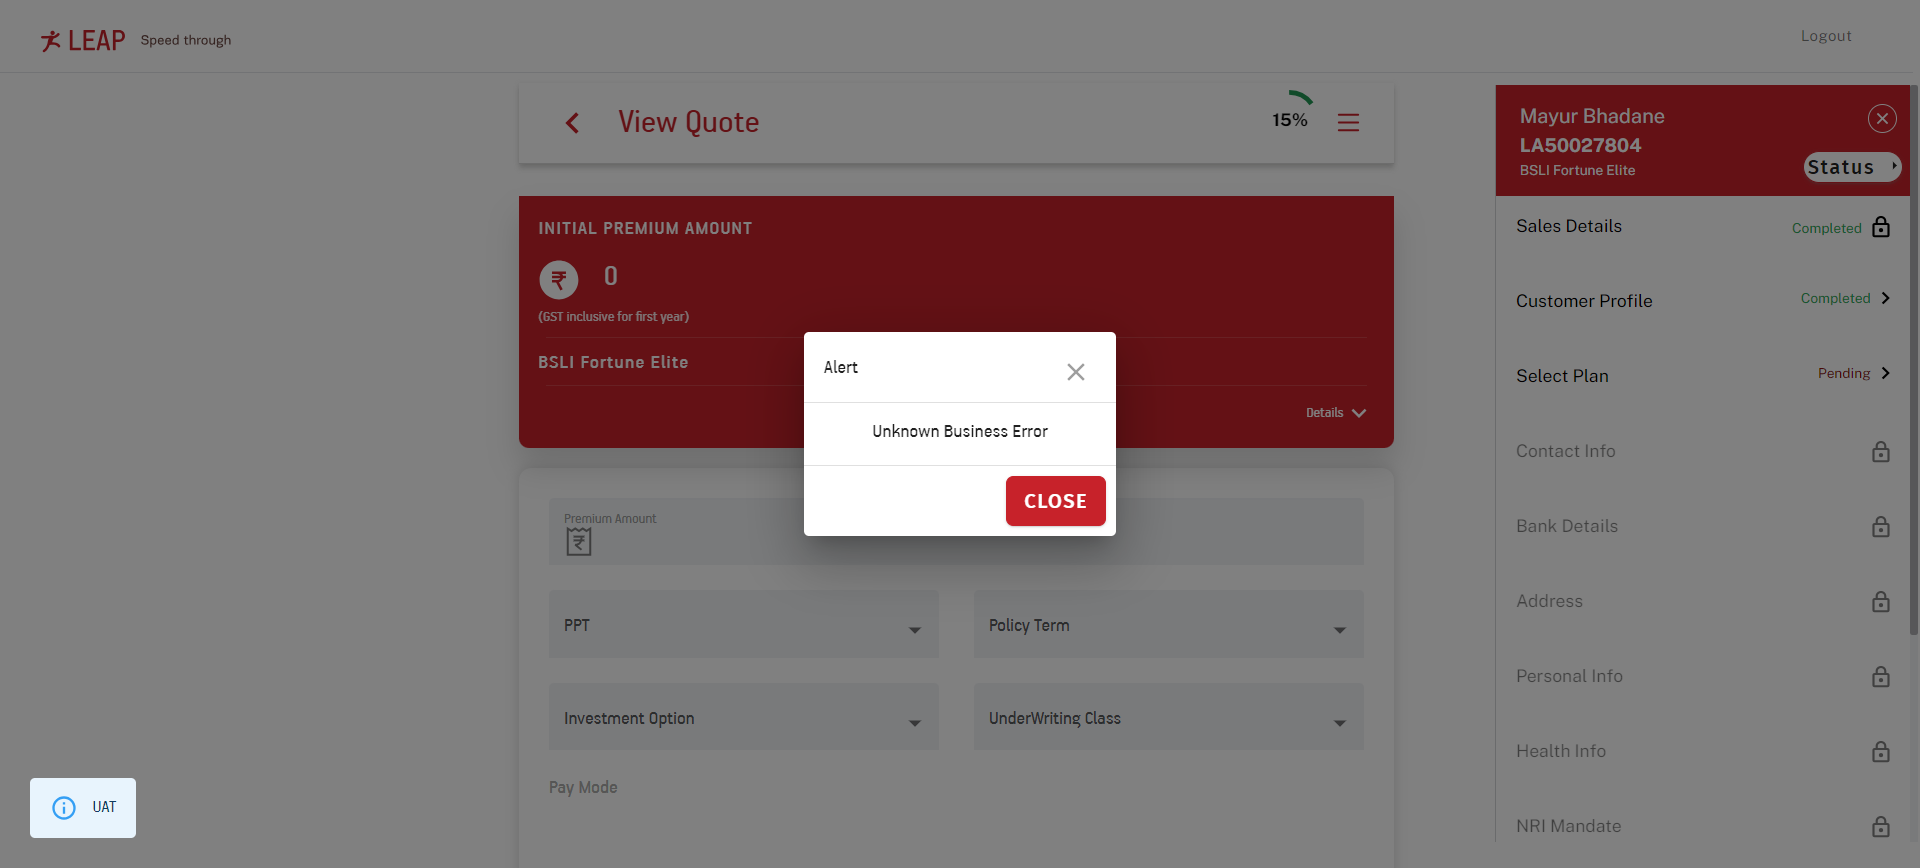 LEAP Speed through
Logout
View Quote
15%
Mayur Bhadane
LA50027804
BSLI Fortune Elite
Status
INITIAL PREMIUM AMOUNT
₹ 0
(GST inclusive for first year)
BSLI Fortune Elite
Details
Sales Details Completed
Customer Profile Completed
Select Plan Pending
Contact Info
Bank Details
Address
Personal Info
Health Info
NRI Mandate
Alert
Unknown Business Error
CLOSE
Premium Amount
₹
PPT
Policy Term
Investment Option
UnderWriting Class
Pay Mode
UAT